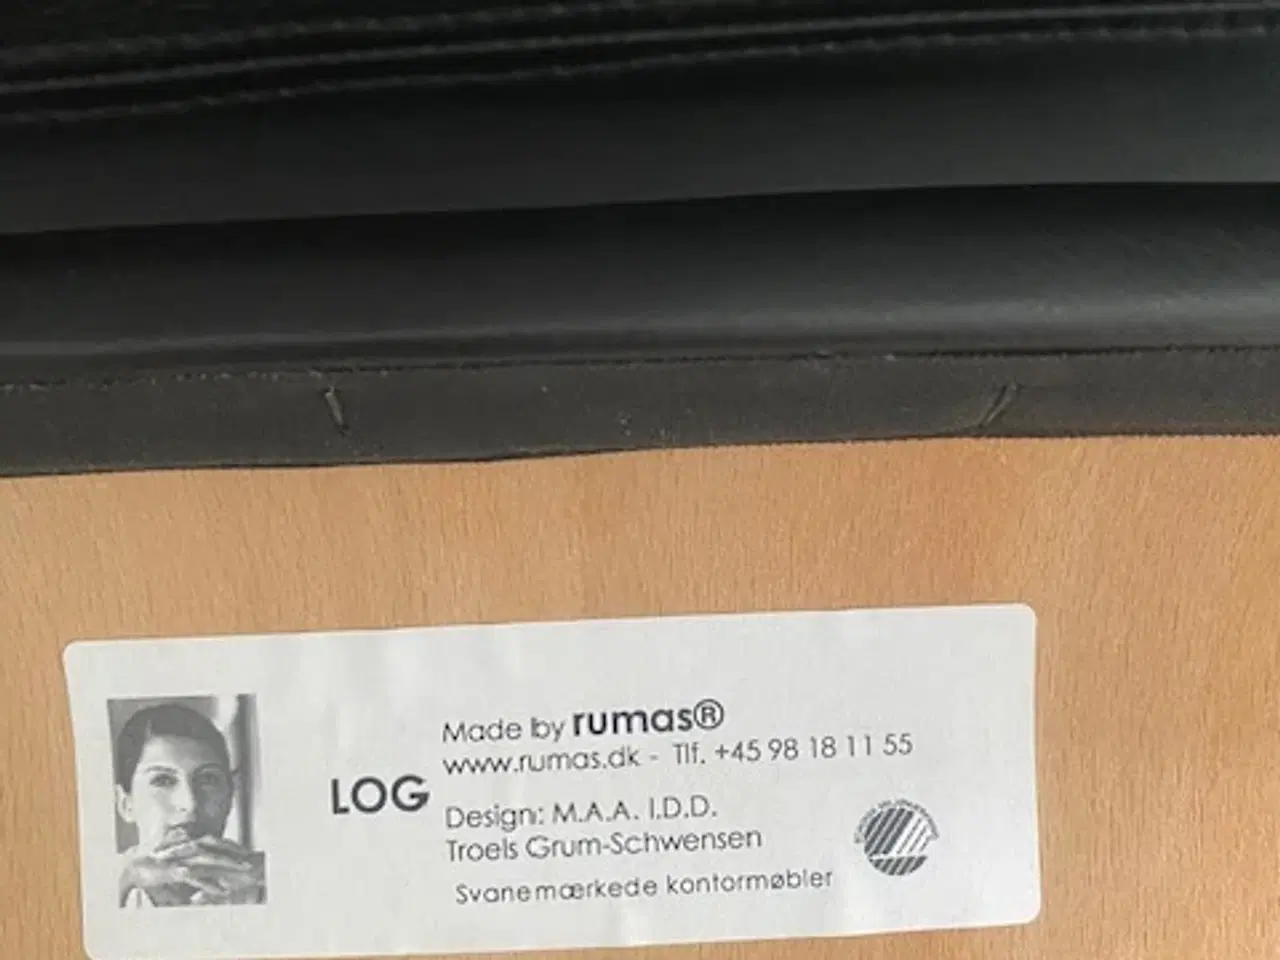 Made by rumas®
www.rumas.dk - Tlf. +45 98 18 11 55
LOG
Design: M.A.A. I.D.D.
Troels Grum-Schwensen
Svanemærkede kontormøbler